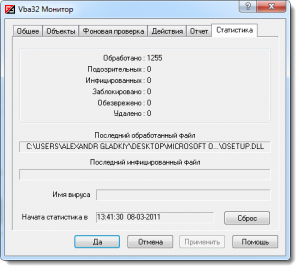 Vba32 Монитор
Общее Объекты Фоновая проверка Действия Отчет Статистика
Обработано : 1255
Подозрительных : 0
Инфицированных : 0
Заблокировано : 0
Обезврежено : 0
Удалено : 0
Последний обработанный файл
C:\USERS\ALEXANDR GLADKIY\DESKTOP\MICROSOFT O...\OSETUP.DLL
Последний инфицированный файл
Имя вируса
Начата статистика в 13:41:30 08-03-2011 Сброс
Да Отмена Применить Помощь